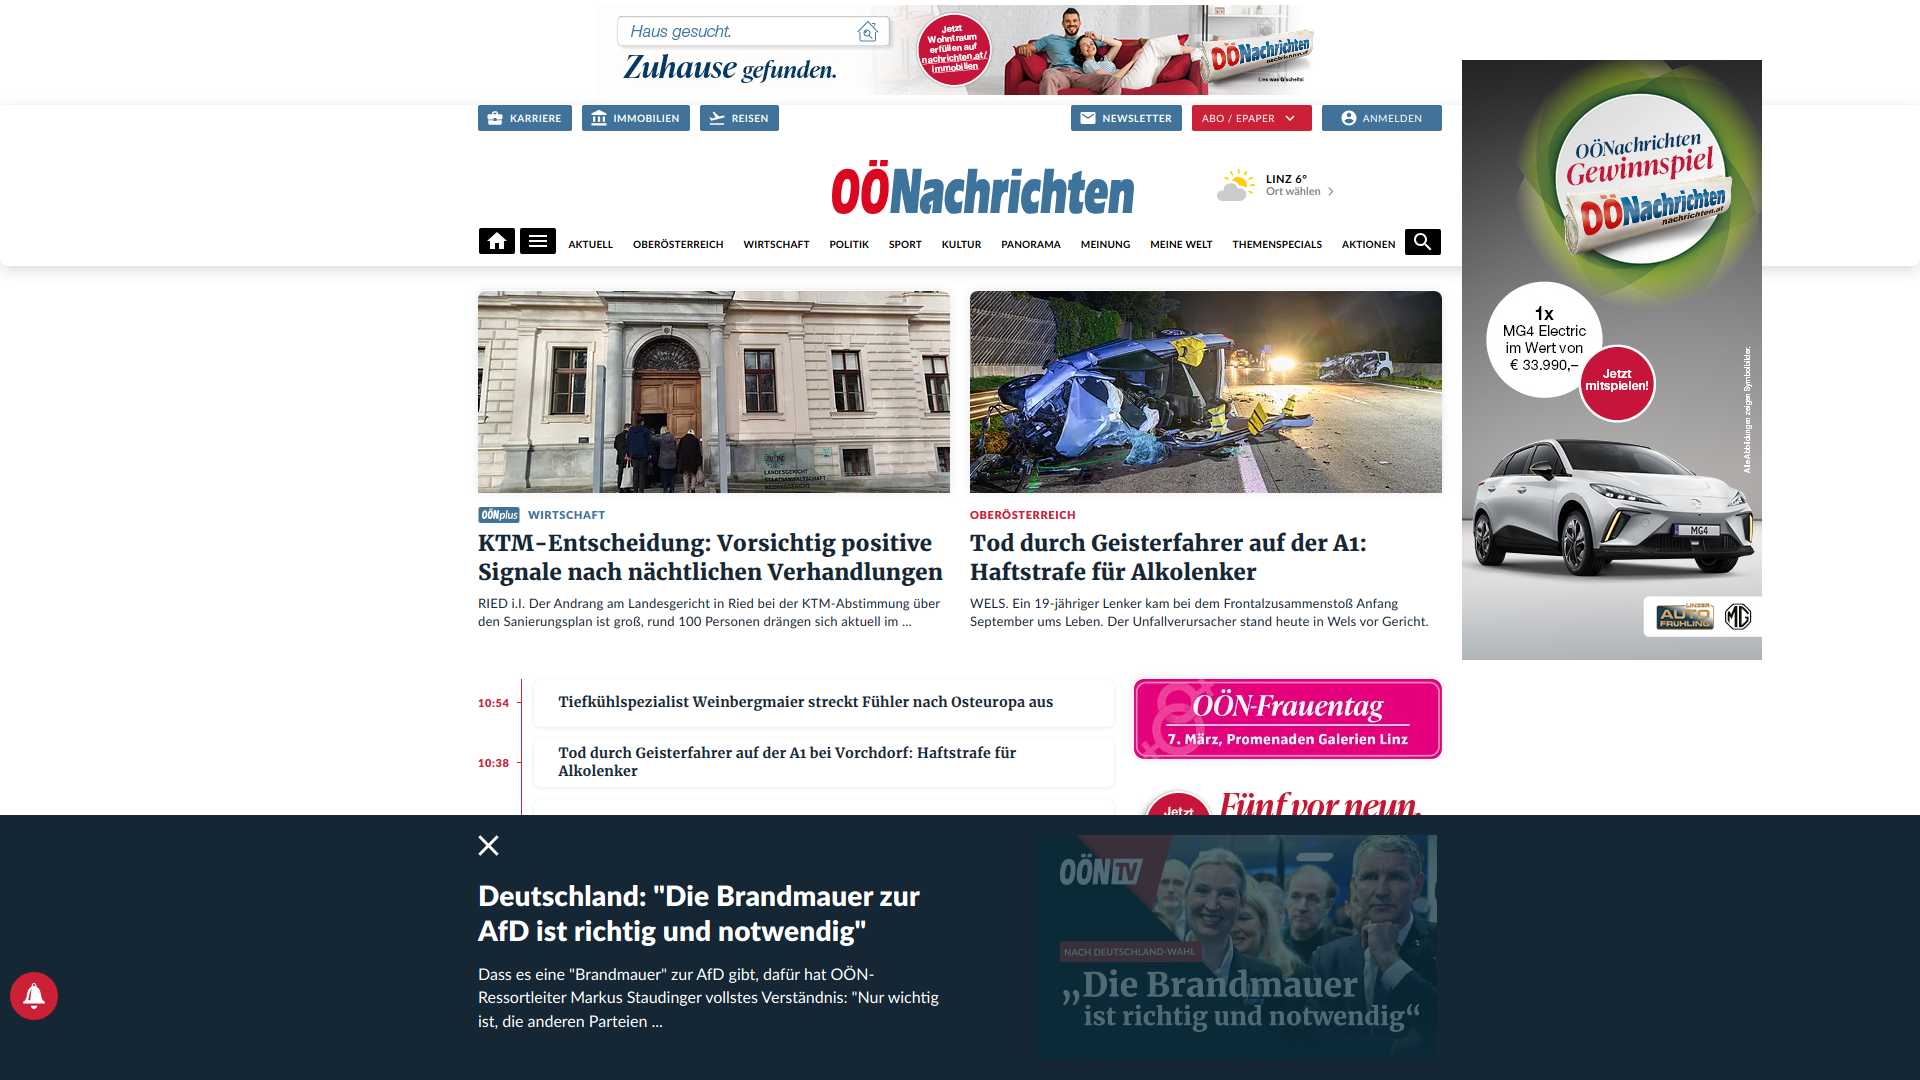 Haus gesucht.
Zuhause gefunden.
Jetzt
Wohntraum
erfüllen auf
nachrichten.at/
immobilien
OÖNachrichten
nachrichten.at
KARRIERE
IMMOBILIEN
REISEN
NEWSLETTER
ABO / EPAPER
ANMELDEN
OÖNachrichten
LINZ 6°
Ort wählen
AKTUELL
OBERÖSTERREICH
WIRTSCHAFT
POLITIK
SPORT
KULTUR
PANORAMA
MEINUNG
MEINE WELT
THEMENSPECIALS
AKTIONEN
OÖNachrichten
Gewinnspiel
OÖNachrichten
nachrichten.at
1x
MG4 Electric
im Wert von
€ 33.990,–
Jetzt
mitspielen!
Alle Abbildungen zeigen Symbolbilder.
MG4
UNSER
AUTO
FRÜHLING
MG
LANDESGERICHT
STAATSANWALTSCHAFT
OÖNplus WIRTSCHAFT
KTM-Entscheidung: Vorsichtig positive
Signale nach nächtlichen Verhandlungen
RIED i.I. Der Andrang am Landesgericht in Ried bei der KTM-Abstimmung über
den Sanierungsplan ist groß, rund 100 Personen drängen sich aktuell im ...
OBERÖSTERREICH
Tod durch Geisterfahrer auf der A1:
Haftstrafe für Alkolenker
WELS. Ein 19-jähriger Lenker kam bei dem Frontalzusammenstoß Anfang
September ums Leben. Der Unfallverursacher stand heute in Wels vor Gericht.
10:54
Tiefkühlspezialist Weinbergmaier streckt Fühler nach Osteuropa aus
10:38
Tod durch Geisterfahrer auf der A1 bei Vorchdorf: Haftstrafe für
Alkolenker
OÖN-Frauentag
7. März, Promenaden Galerien Linz
Jetzt
Fünf vor neun.
Deutschland: "Die Brandmauer zur
AfD ist richtig und notwendig"
Dass es eine "Brandmauer" zur AfD gibt, dafür hat OÖN-
Ressortleiter Markus Staudinger vollstes Verständnis: "Nur wichtig
ist, die anderen Parteien ...
OÖN TV
NACH DEUTSCHLAND-WAHL
„Die Brandmauer
ist richtig und notwendig“